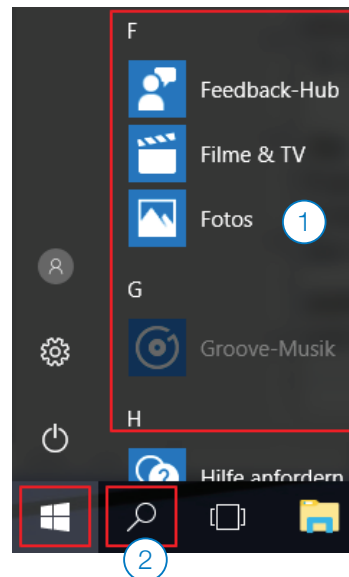 F
Feedback-Hub
Filme & TV
Fotos
1
G
Groove-Musik
H
Hilfe anfordern
2